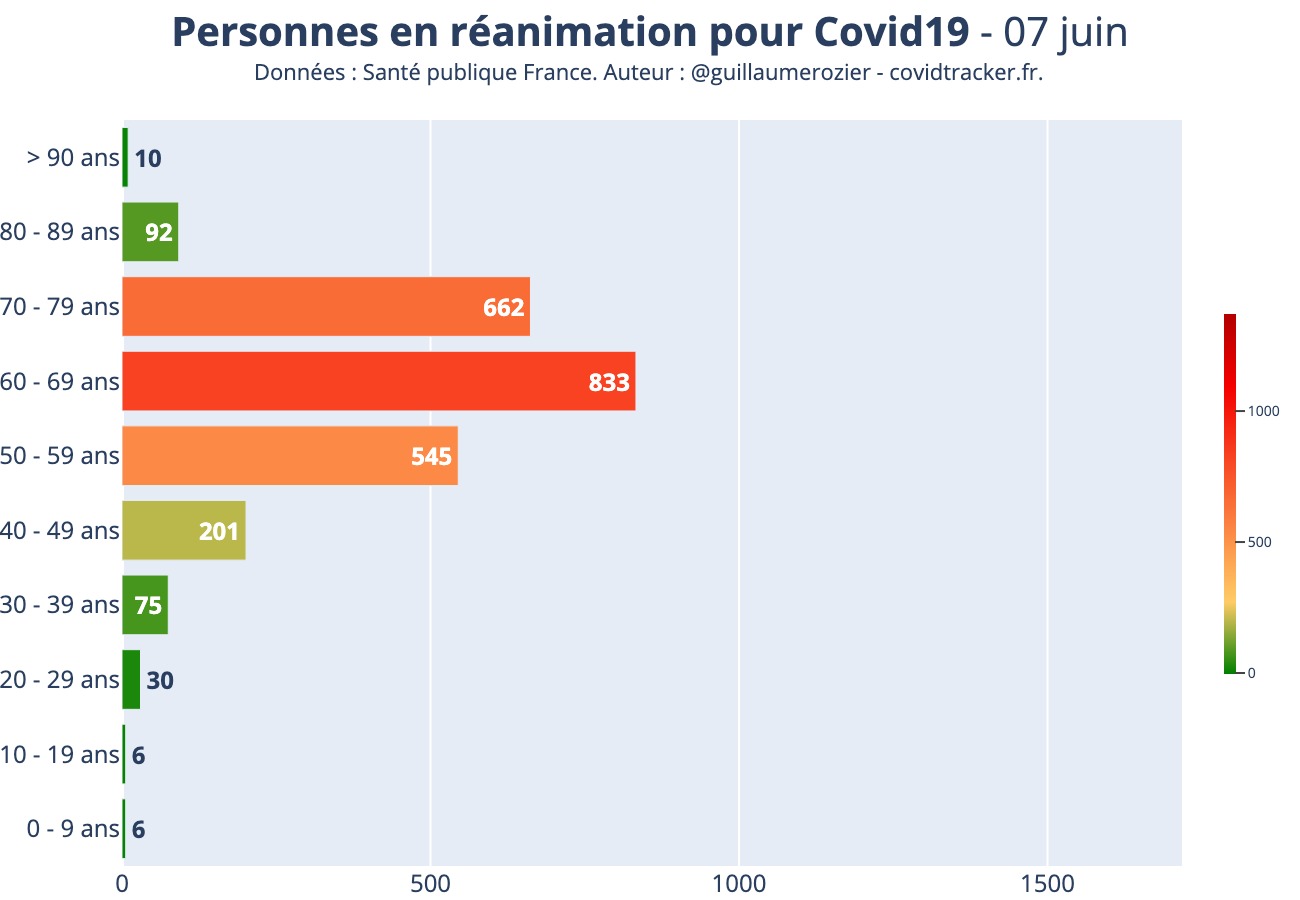 Personnes en réanimation pour Covid19 - 07 juin
Données : Santé publique France. Auteur : @guillaumerozier - covidtracker.fr.
> 90 ans 10
80 - 89 ans 92
70 - 79 ans 662
60 - 69 ans 833
50 - 59 ans 545
40 - 49 ans 201
30 - 39 ans 75
20 - 29 ans 30
10 - 19 ans 6
0 - 9 ans 6
0 500 1000 1500
1000
500
0